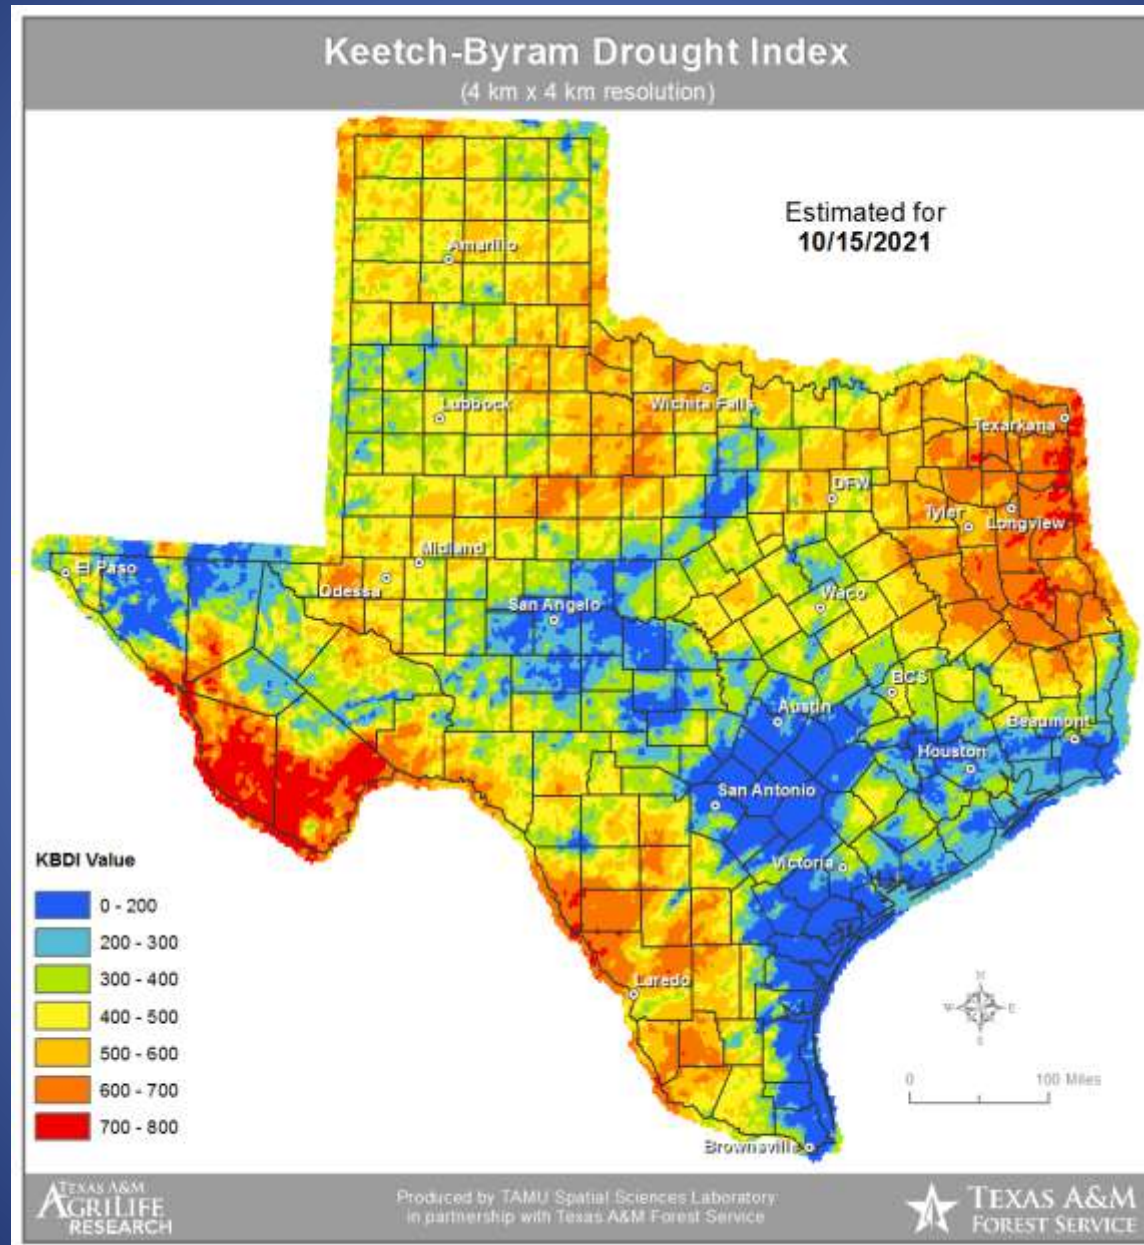 Keetch-Byram Drought Index
(4 km x 4 km resolution)
Estimated for
10/15/2021
Amarillo
Lubbock
Wichita Falls
Texarkana
DFW
Tyler
Longview
Midland
El Paso
Odessa
San Angelo
Waco
BCS
Austin
Beaumont
Houston
San Antonio
Victoria
Laredo
Brownsville
KBDI Value
0 - 200
200 - 300
300 - 400
400 - 500
500 - 600
600 - 700
700 - 800
N
W
E
S
0
100 Miles
TEXAS A&M
AGRILIFE
RESEARCH
Produced by TAMU Spatial Sciences Laboratory
in partnership with Texas A&M Forest Service
TEXAS A&M
FOREST SERVICE